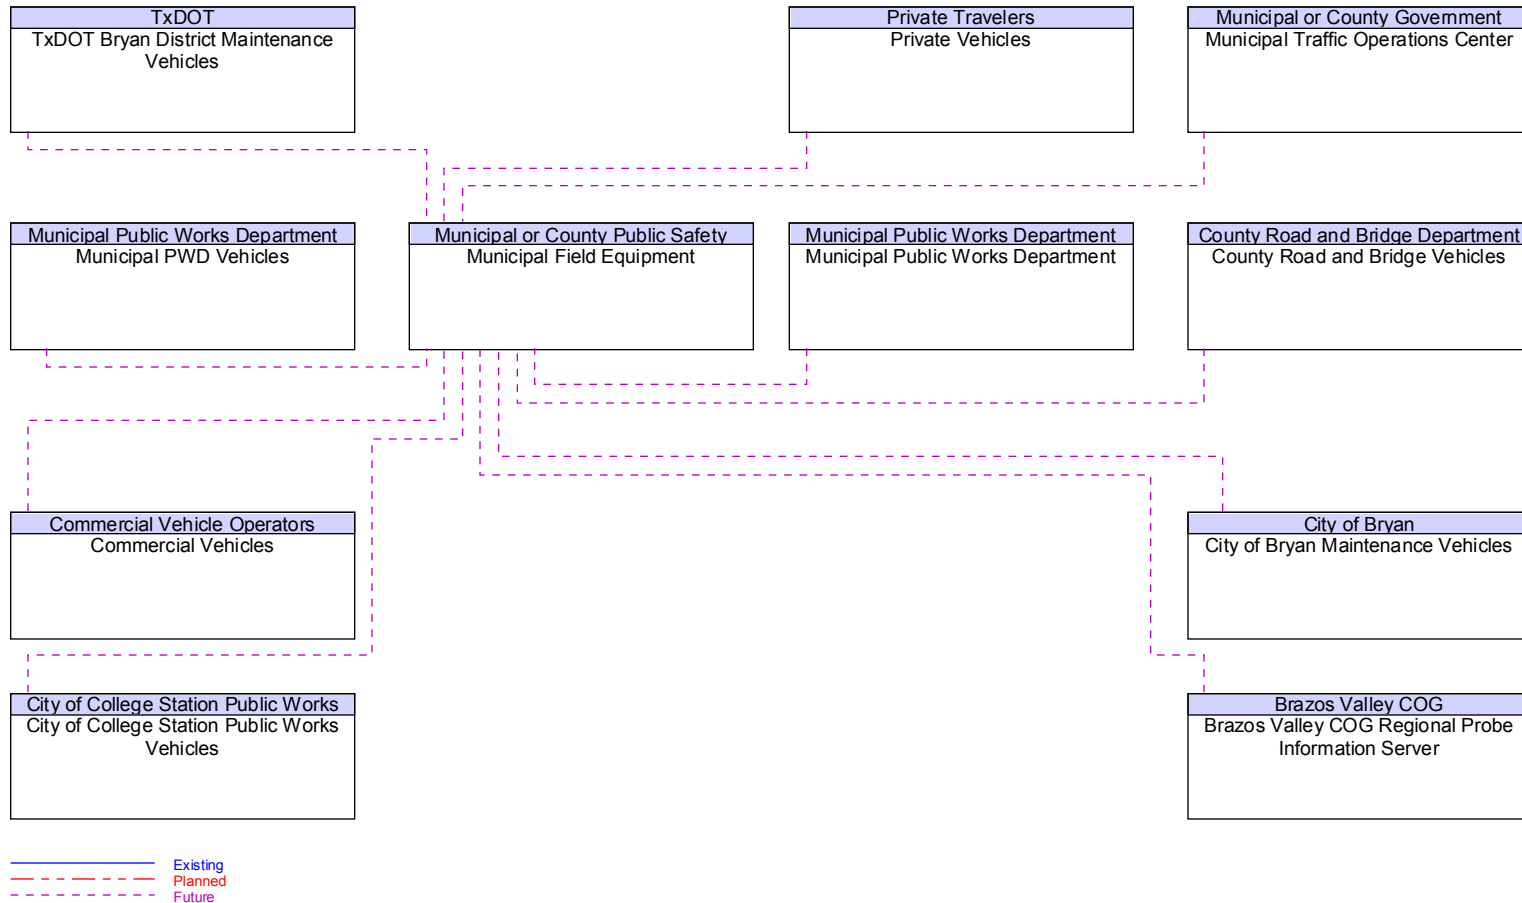 TxDOT
TxDOT Bryan District Maintenance
Vehicles
Private Travelers
Private Vehicles
Municipal or County Government
Municipal Traffic Operations Center
Municipal Public Works Department
Municipal PWD Vehicles
Municipal or County Public Safety
Municipal Field Equipment
Municipal Public Works Department
Municipal Public Works Department
County Road and Bridge Department
County Road and Bridge Vehicles
Commercial Vehicle Operators
Commercial Vehicles
City of Bryan
City of Bryan Maintenance Vehicles
City of College Station Public Works
City of College Station Public Works
Vehicles
Brazos Valley COG
Brazos Valley COG Regional Probe
Information Server
Existing
Planned
Future